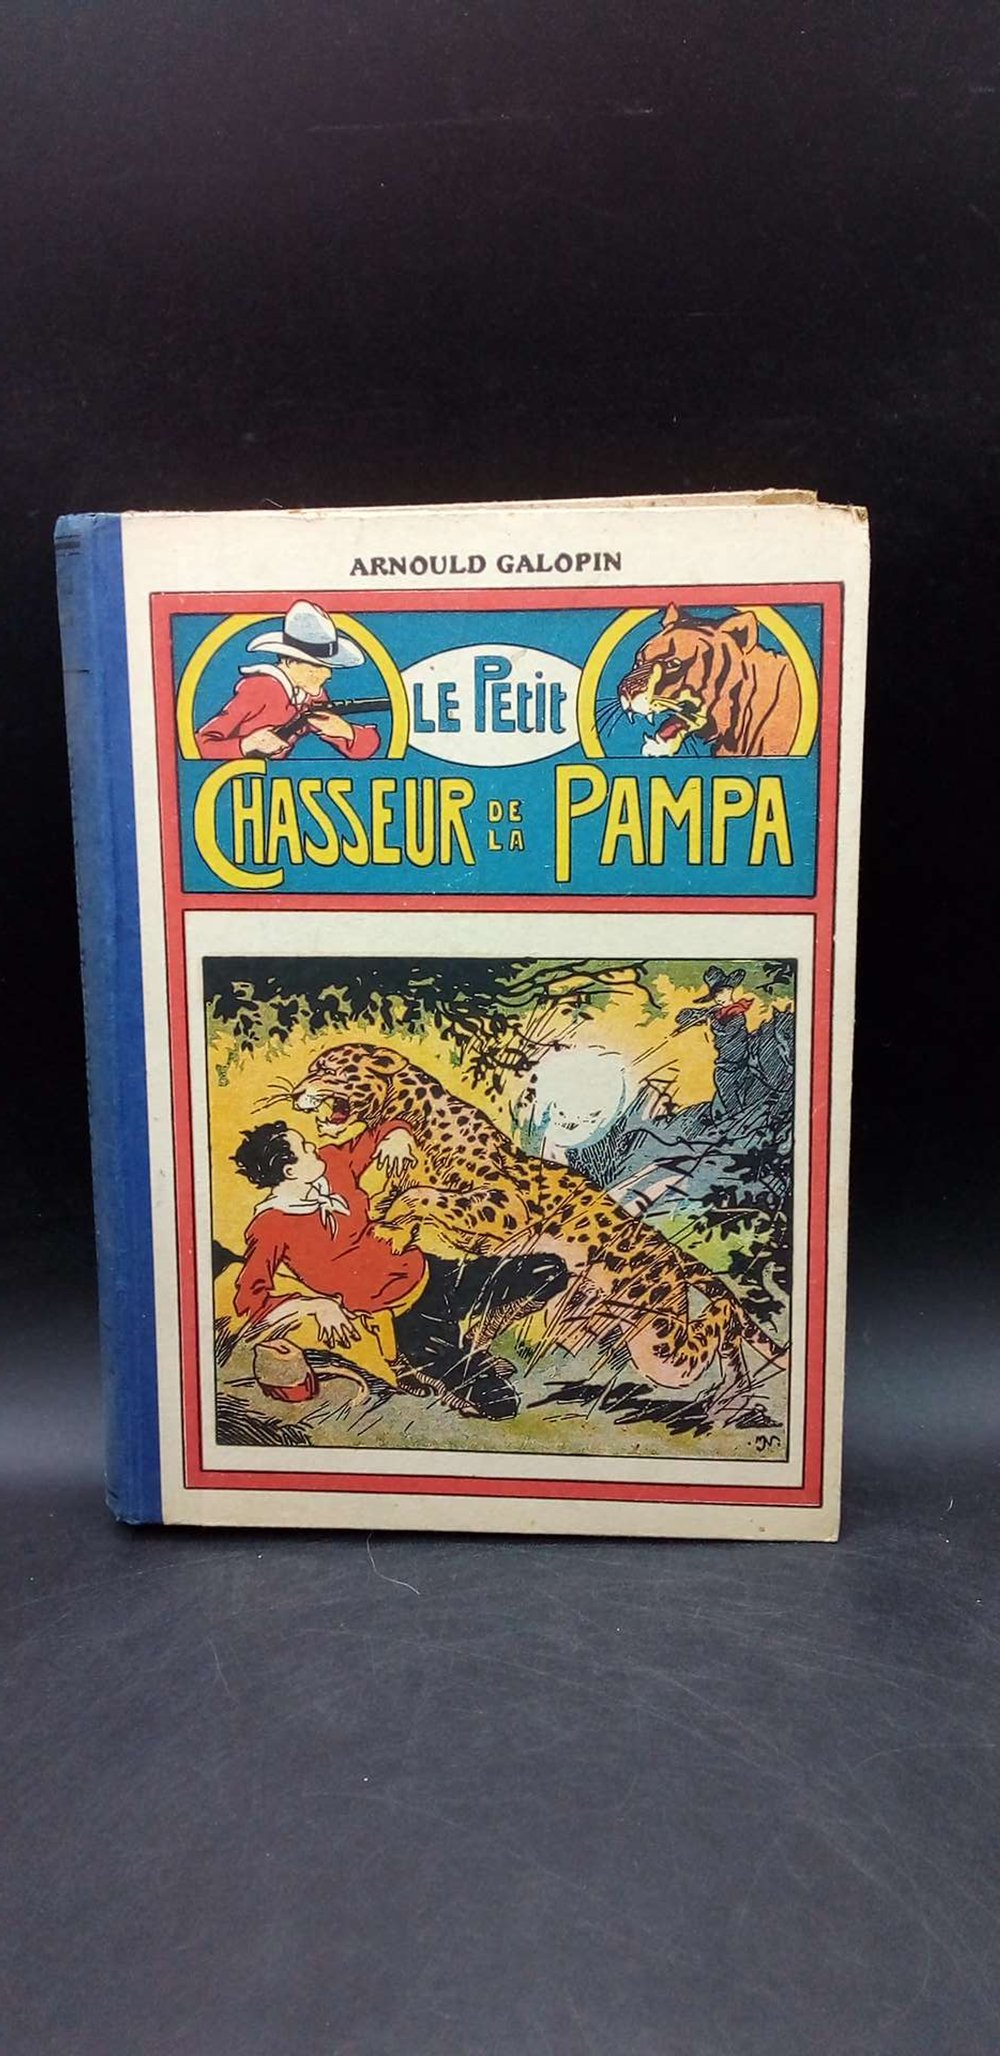 ARNOULD GALOPIN
LE PEtit
CHASSEUR DE LA PAMPA